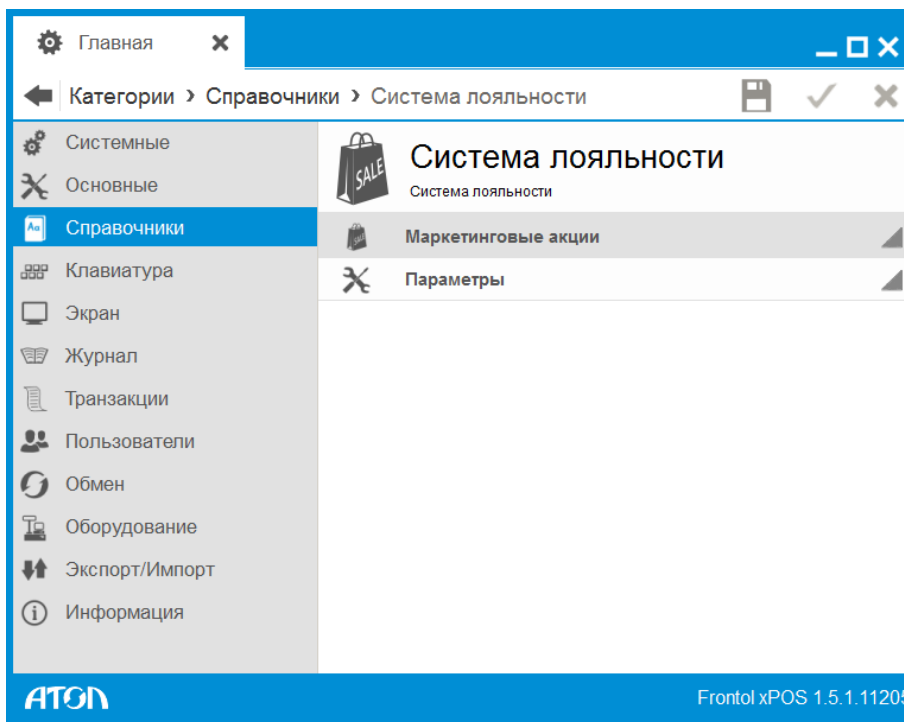 Главная
Категории › Справочники › Система лояльности
Системные
Основные
Справочники
Клавиатура
Экран
Журнал
Транзакции
Пользователи
Обмен
Оборудование
Экспорт/Импорт
Информация
SALE
Система лояльности
Система лояльности
Маркетинговые акции
Параметры
АТОЛ
Frontol xPOS 1.5.1.11205